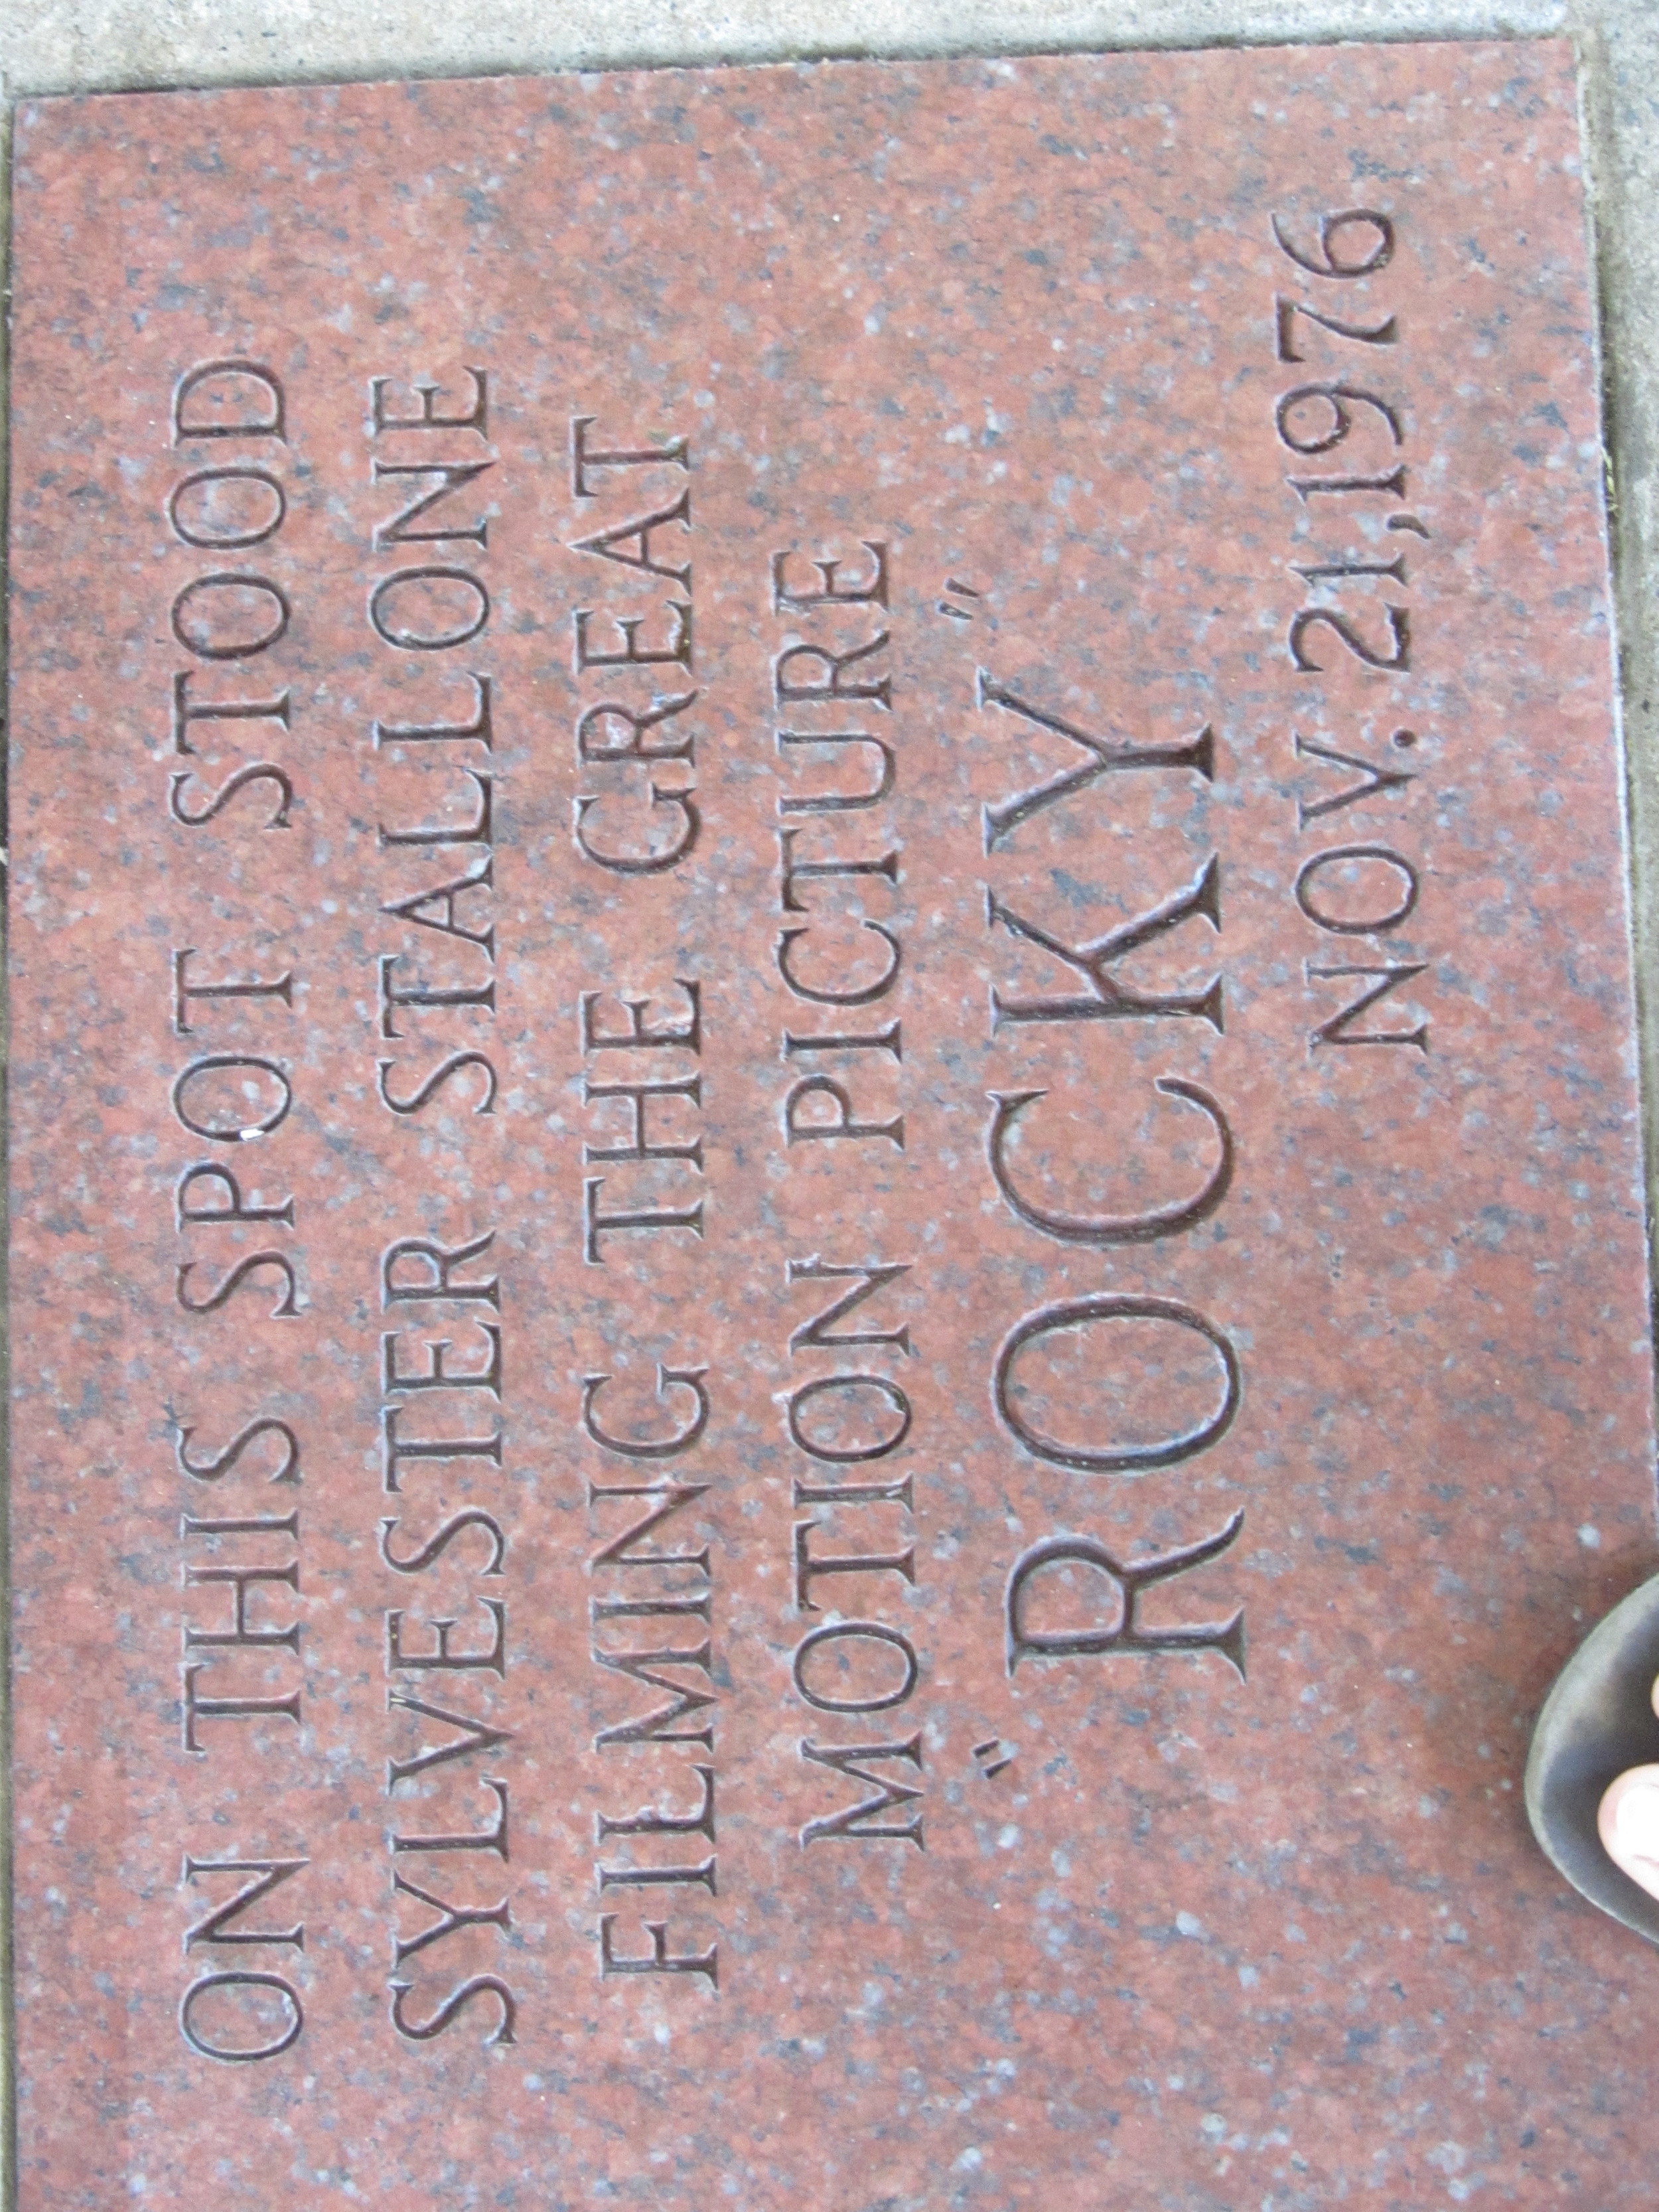 ON THIS SPOT STOOD
SYLVESTER STALLONE
FILMING THE GREAT
MOTION PICTURE
"ROCKY"
NOV. 21,1976